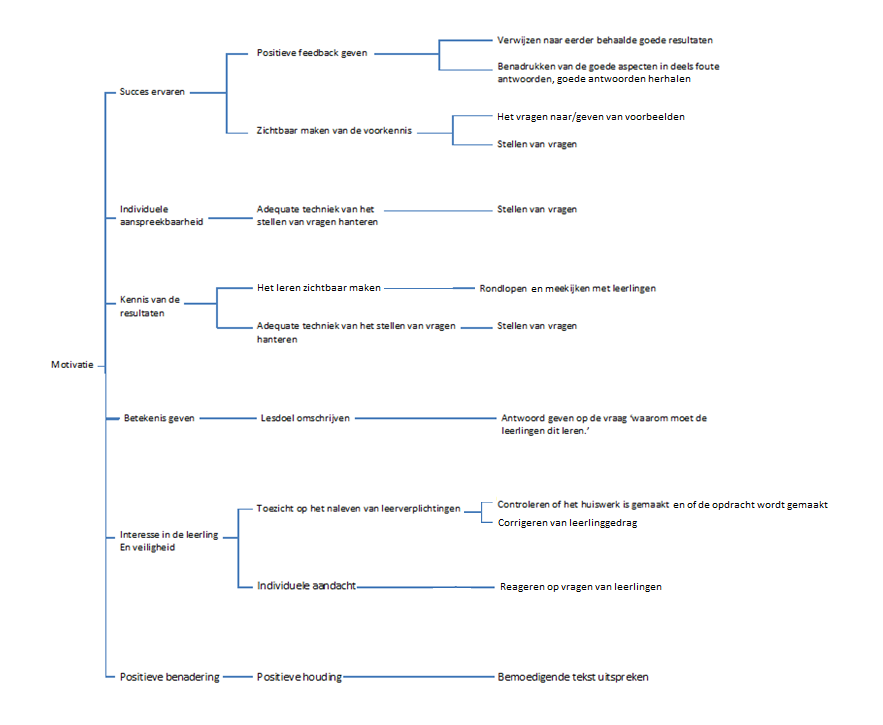 Verwijzen naar eerder behaalde goede resultaten
Positieve feedback geven
Benadrukken van de goede aspecten in deels foute
antwoorden, goede antwoorden herhalen
Succes ervaren
Het vragen naar/geven van voorbeelden
Zichtbaar maken van de voorkennis
Stellen van vragen
Individuele
aanspreekbaarheid
Adequate techniek van het
stellen van vragen hanteren
Stellen van vragen
Kennis van de
resultaten
Het leren zichtbaar maken
Rondlopen en meekijken met leerlingen
Adequate techniek van het stellen van vragen
hanteren
Stellen van vragen
Motivatie
Betekenis geven
Lesdoel omschrijven
Antwoord geven op de vraag ‘waarom moet de
leerlingen dit leren.’
Interesse in de leerling
En veiligheid
Toezicht op het naleven van leerverplichtingen
Controleren of het huiswerk is gemaakt en of de opdracht wordt gemaakt
Corrigeren van leerlinggedrag
Individuele aandacht
Reageren op vragen van leerlingen
Positieve benadering
Positieve houding
Bemoedigende tekst uitspreken